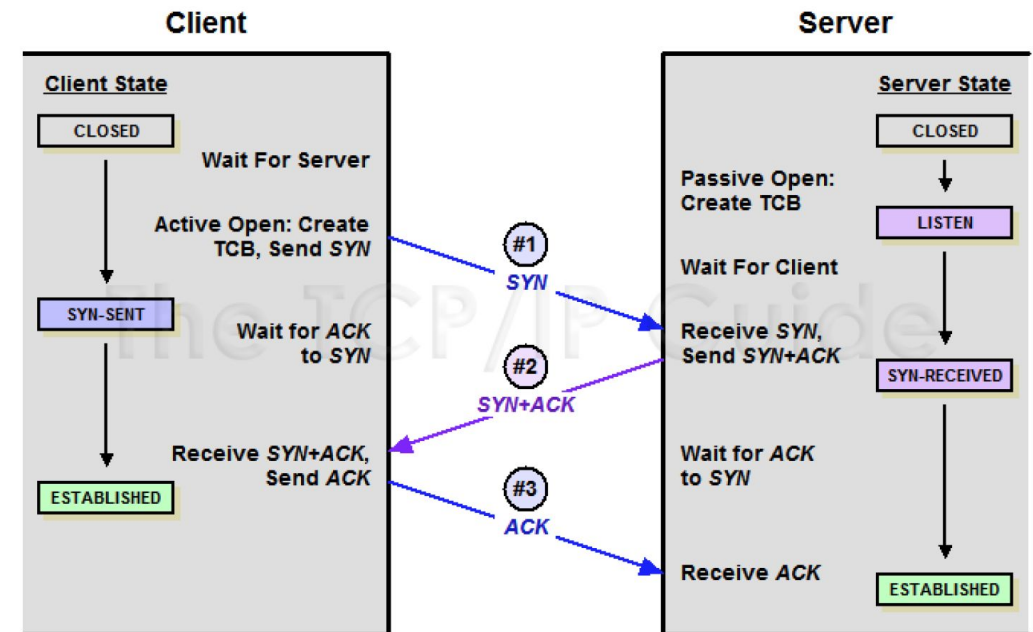 Client
Server
Client State
CLOSED
Wait For Server
Active Open: Create
TCB, Send SYN
SYN-SENT
Wait for ACK
to SYN
Receive SYN+ACK,
Send ACK
ESTABLISHED
#1
SYN
#2
SYN+ACK
#3
ACK
Server State
CLOSED
Passive Open:
Create TCB
LISTEN
Wait For Client
Receive SYN,
Send SYN+ACK
SYN-RECEIVED
Wait for ACK
to SYN
Receive ACK
ESTABLISHED
The TCP/IP Guide